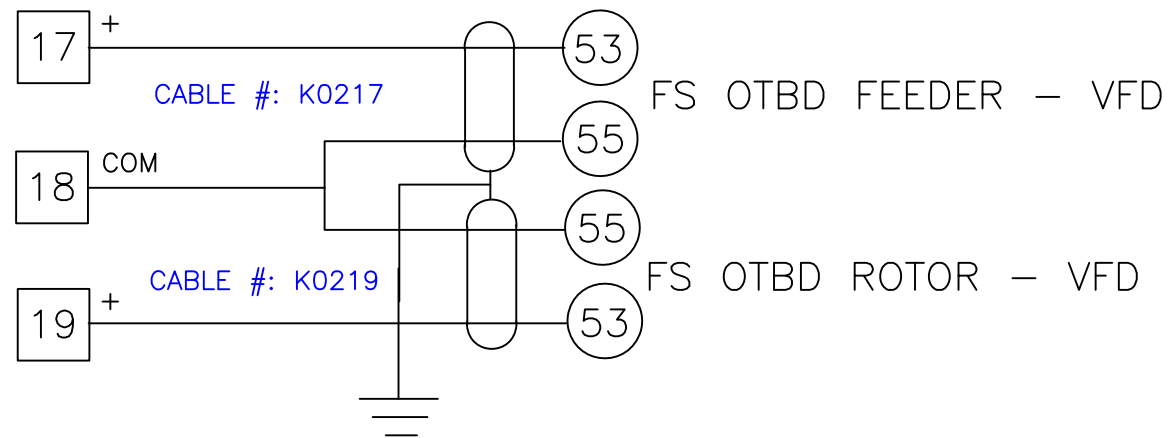 17 + 53
CABLE #: K0217
FS OTBD FEEDER - VFD
55
18 COM
55
CABLE #: K0219
FS OTBD ROTOR - VFD
19 + 53